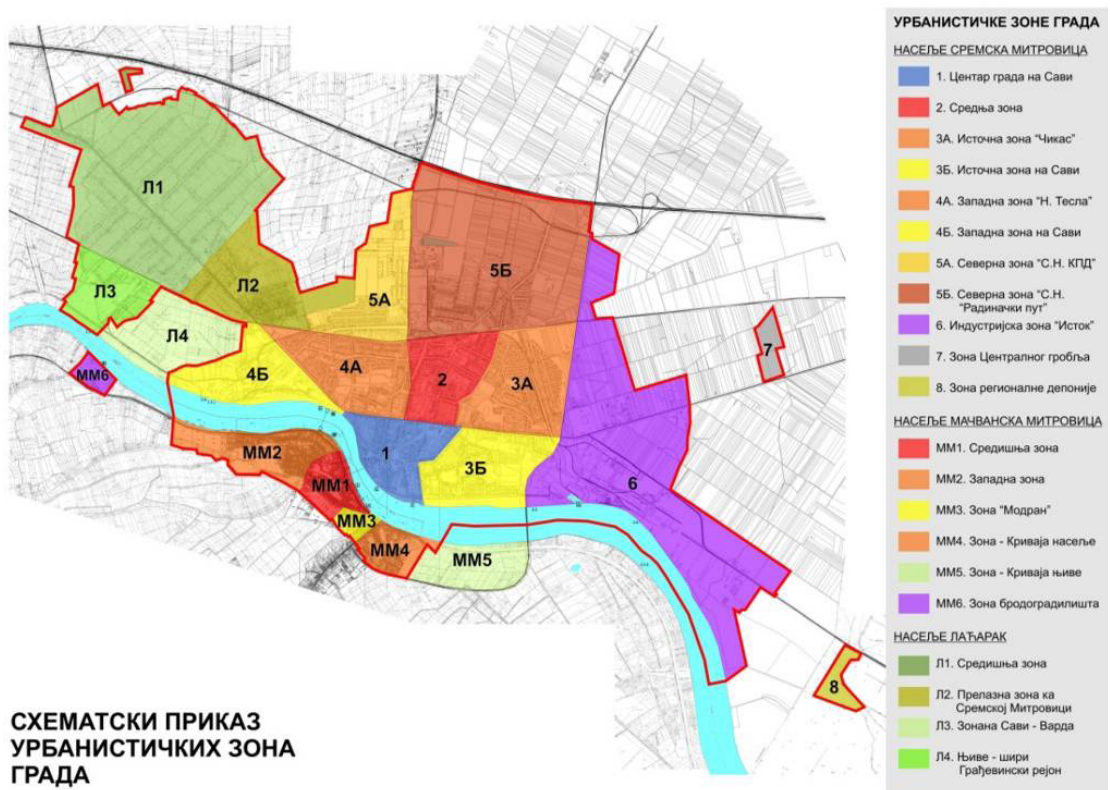 УРБАНИСТИЧКЕ ЗОНЕ ГРАДА
НАСЕЉЕ СРЕМСКА МИТРОВИЦА
1. Центар града на Сави
2. Средња зона
3А. Источна зона "Чикас"
3Б. Источна зона на Сави
4А. Западна зона "Н. Тесла"
4Б. Западна зона на Сави
5А. Северна зона "С.Н. КПД"
5Б. Северна зона "С.Н.
"Радиначки пут"
6. Индустријска зона "Исток"
7. Зона Централног гробља
8. Зона регионалне депоније
НАСЕЉЕ МАЧВАНСКА МИТРОВИЦА
ММ1. Средишња зона
ММ2. Западна зона
ММ3. Зона "Модран"
ММ4. Зона - Криваја насеље
ММ5. Зона - Криваја њиве
ММ6. Зона бродоградилишта
НАСЕЉЕ ЛАЋАРАК
Л1. Средишња зона
Л2. Прелазна зона ка
Сремској Митровици
Л3. Зонана Сави - Варда
Л4. Њиве - шири
Грађевински рејон
Л1
5Б
Л2
Л3
5А
Л4
7
ММ6
4Б
4А
2
3А
ММ2
1
3Б
ММ1
6
ММ3
ММ4
ММ5
8
СХЕМАТСКИ ПРИКАЗ
УРБАНИСТИЧКИХ ЗОНА
ГРАДА